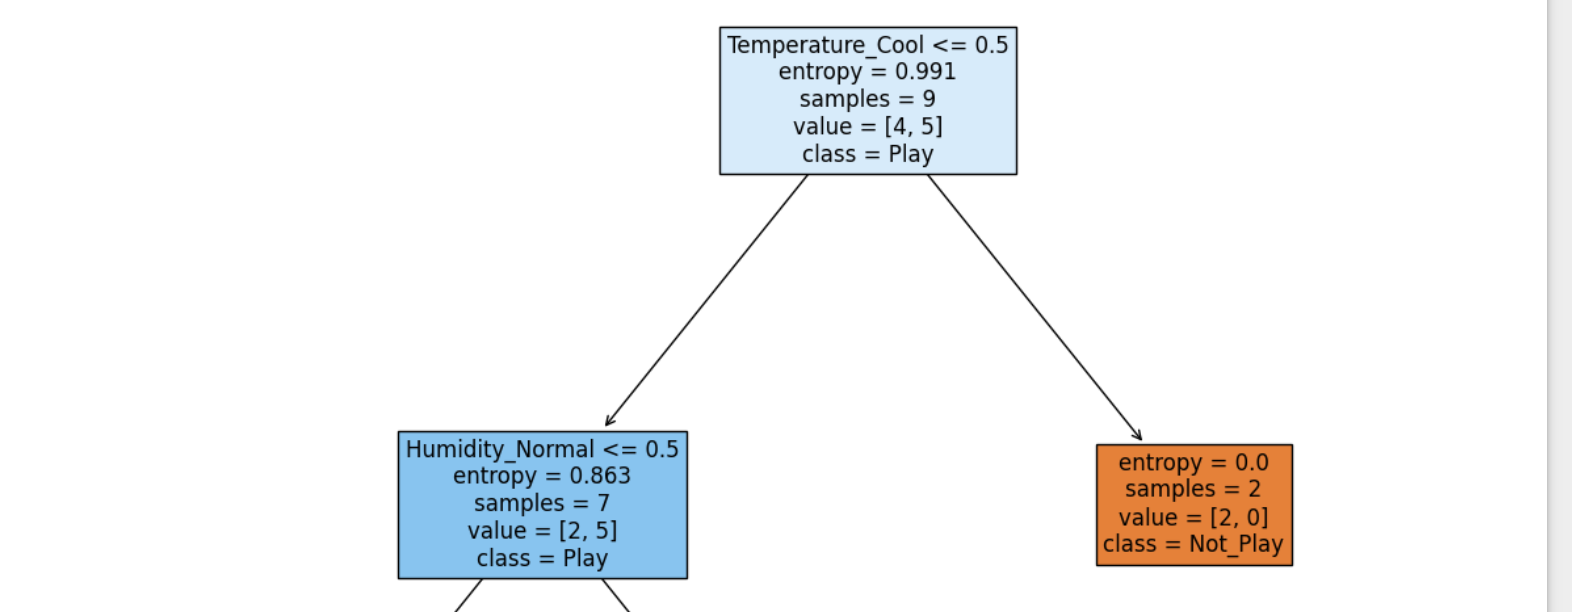 Temperature_Cool <= 0.5
entropy = 0.991
samples = 9
value = [4, 5]
class = Play
Humidity_Normal <= 0.5
entropy = 0.863
samples = 7
value = [2, 5]
class = Play
entropy = 0.0
samples = 2
value = [2, 0]
class = Not_Play